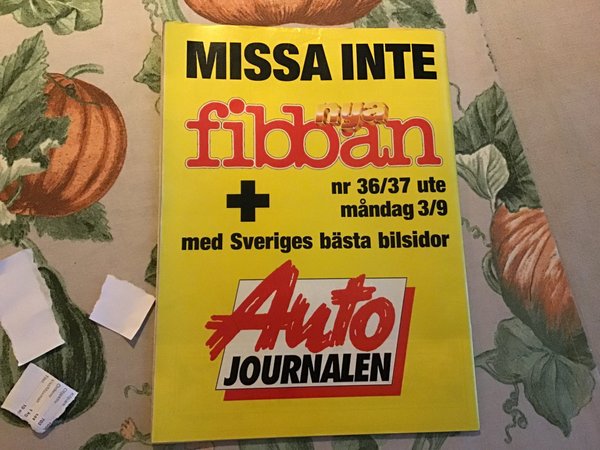 MISSA INTE
nya
fibban
+
nr 36/37 ute
måndag 3/9
med Sveriges bästa bilsidor
Auto
JOURNALEN